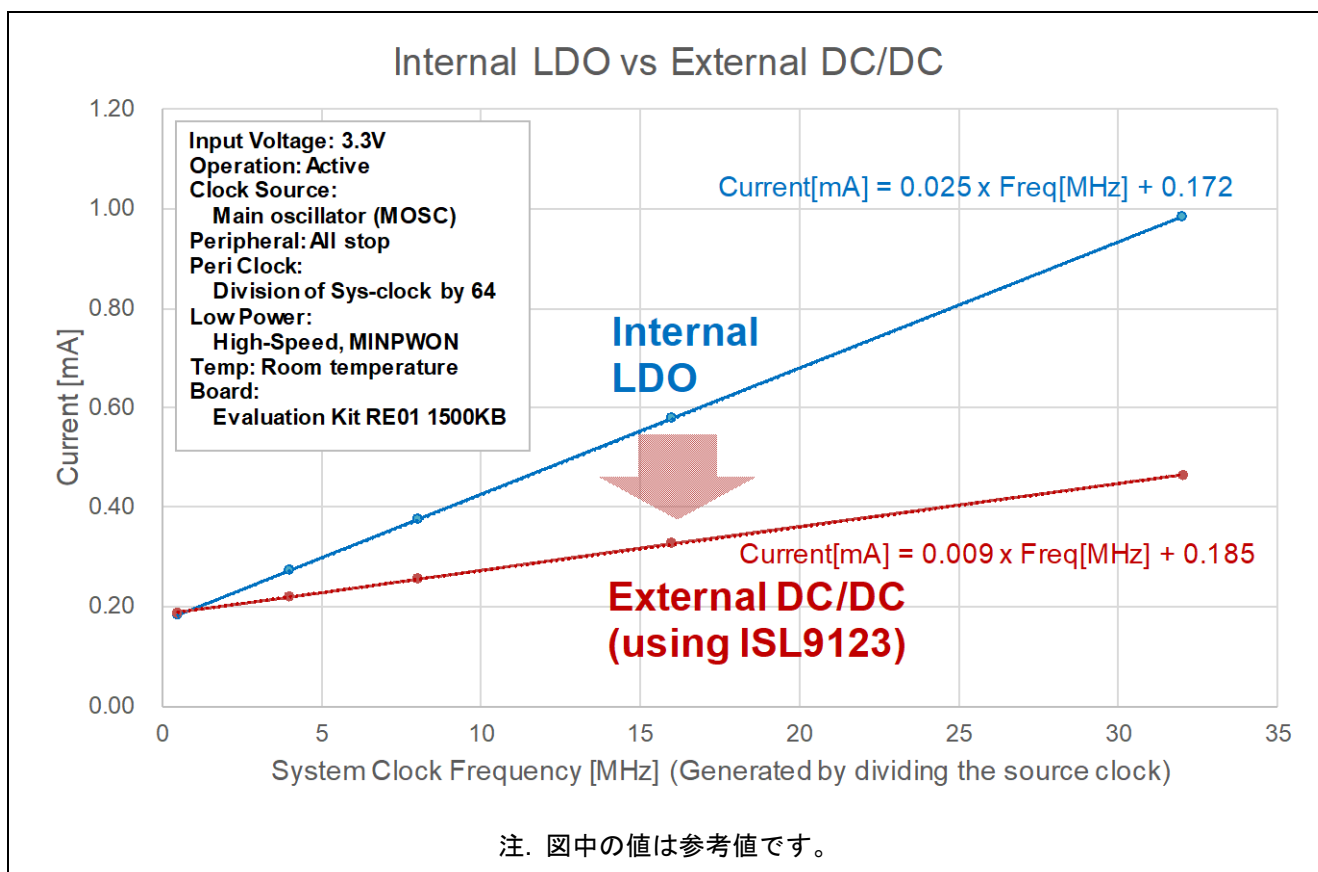 Internal LDO vs External DC/DC
1.20
1.00
0.80
0.60
0.40
0.20
0.00
Current [mA]
Input Voltage: 3.3V
Operation: Active
Clock Source:
Main oscillator (MOSC)
Peripheral: All stop
Peri Clock:
Division of Sys-clock by 64
Low Power:
High-Speed, MINPWON
Temp: Room temperature
Board:
Evaluation Kit RE01 1500KB
Current[mA] = 0.025 x Freq[MHz] + 0.172
Internal
LDO
Current[mA] = 0.009 x Freq[MHz] + 0.185
External DC/DC
(using ISL9123)
0 5 10 15 20 25 30 35
System Clock Frequency [MHz] (Generated by dividing the source clock)
注. 図中の値は参考値です。